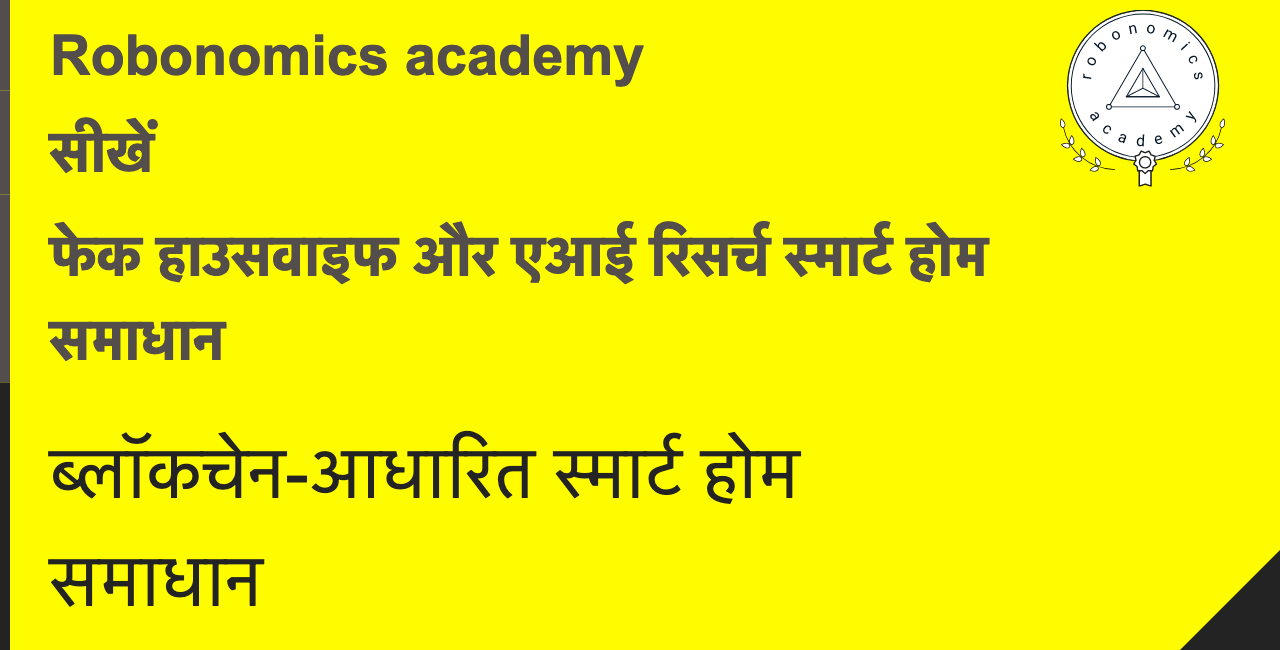 Robonomics academy
सीखें
फेक हाउसवाइफ और एआई रिसर्च स्मार्ट होम
समाधान
ब्लॉकचेन-आधारित स्मार्ट होम
समाधान
robonomics
academy